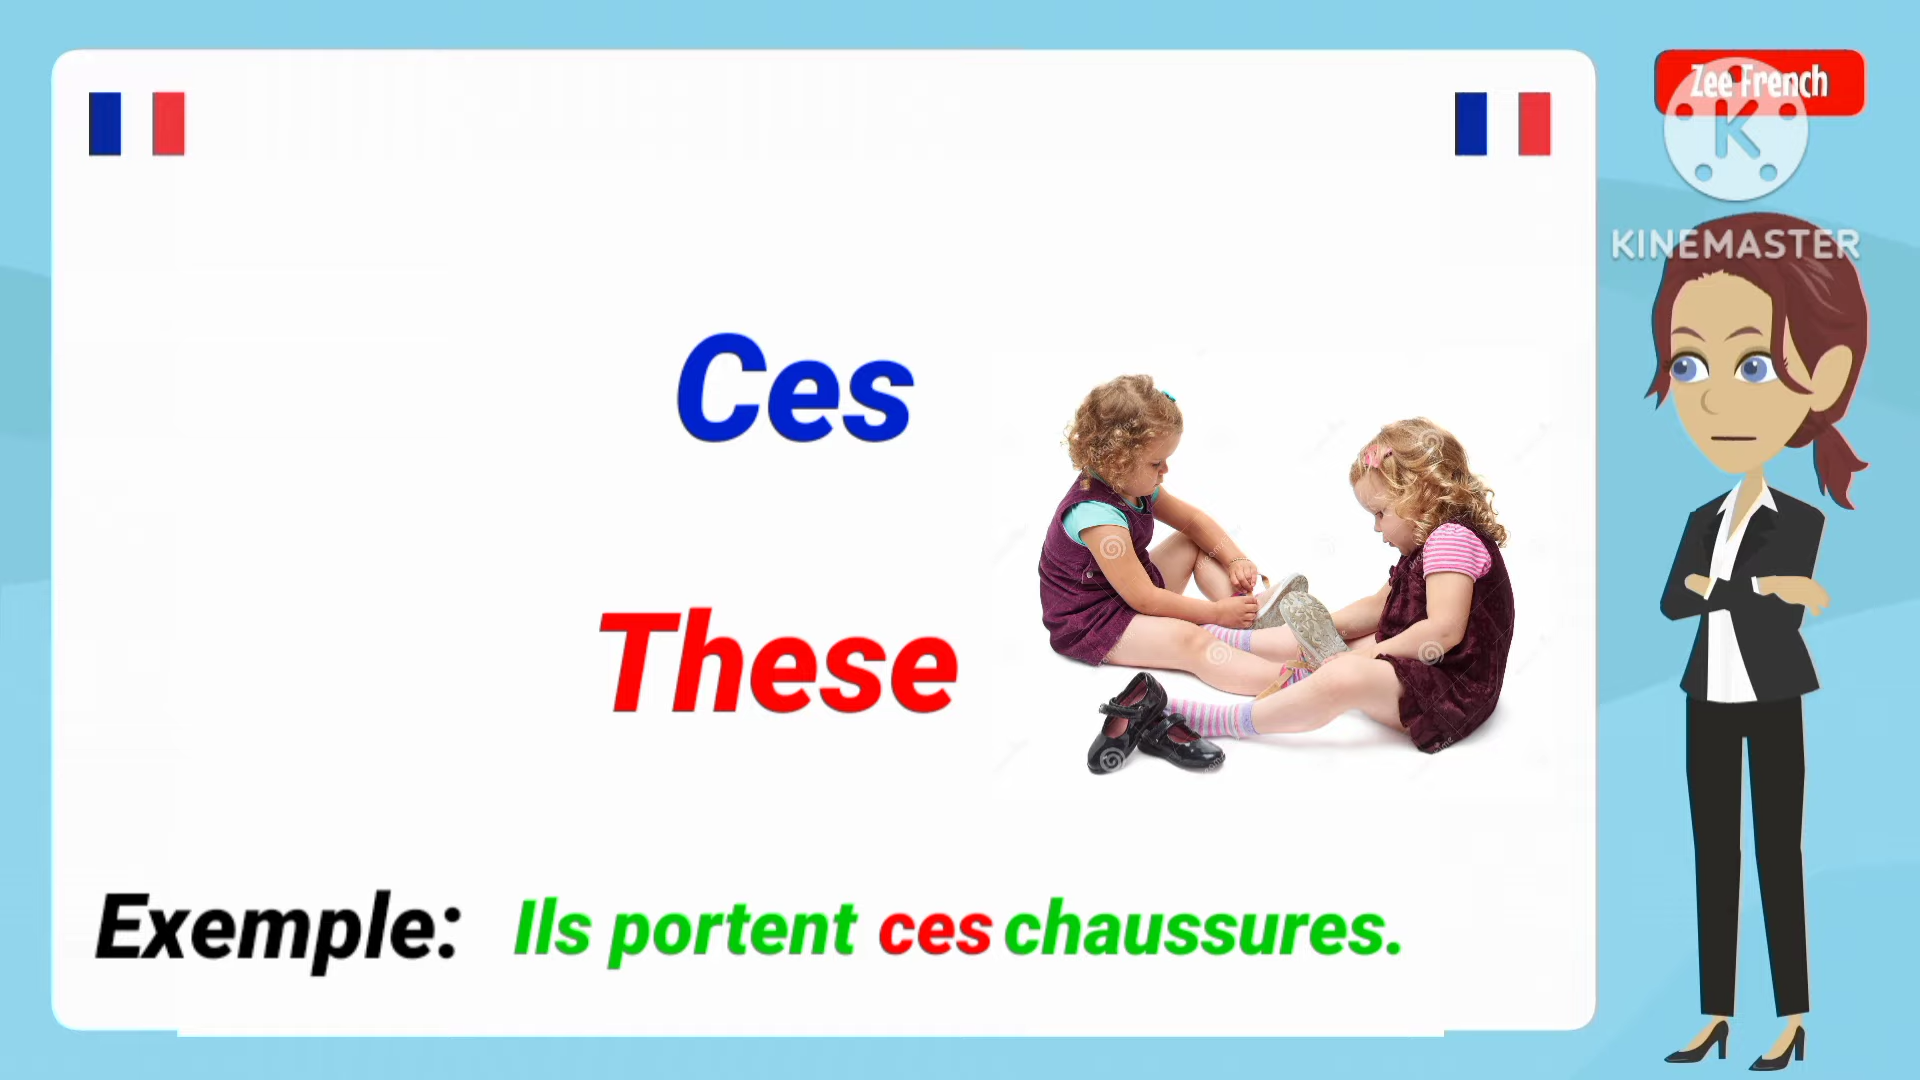 Zee French
K
KINEMASTER
Ces
These
Exemple: Ils portent ces chaussures.